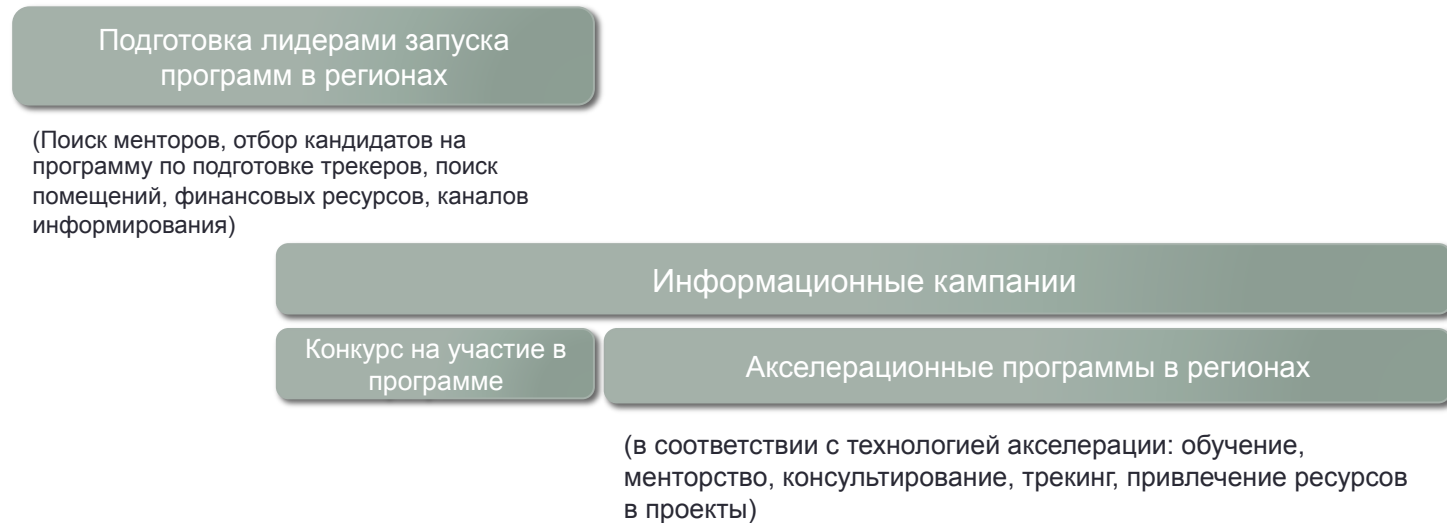 Подготовка лидерами запуска
программ в регионах
(Поиск менторов, отбор кандидатов на
программу по подготовке трекеров, поиск
помещений, финансовых ресурсов, каналов
информирования)
Информационные кампании
Конкурс на участие в
программе
Акселерационные программы в регионах
(в соответствии с технологией акселерации: обучение,
менторство, консультирование, трекинг, привлечение ресурсов
в проекты)